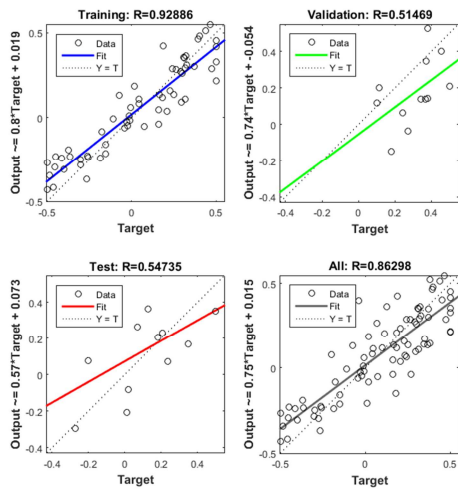 Training: R=0.92886
Output ~= 0.8*Target + 0.019
0.5
0
-0.5
Data
Fit
Y = T
-0.5 0 0.5
Target
Validation: R=0.51469
Output ~= 0.74*Target + -0.054
0.4
0.2
0
-0.2
-0.4
Data
Fit
Y = T
-0.4 -0.2 0 0.2 0.4
Target
Test: R=0.54735
Output ~= 0.57*Target + 0.073
0.4
0.2
0
-0.2
-0.4
Data
Fit
Y = T
-0.4 -0.2 0 0.2 0.4
Target
All: R=0.86298
Output ~= 0.75*Target + 0.015
0.5
0
-0.5
Data
Fit
Y = T
-0.5 0 0.5
Target